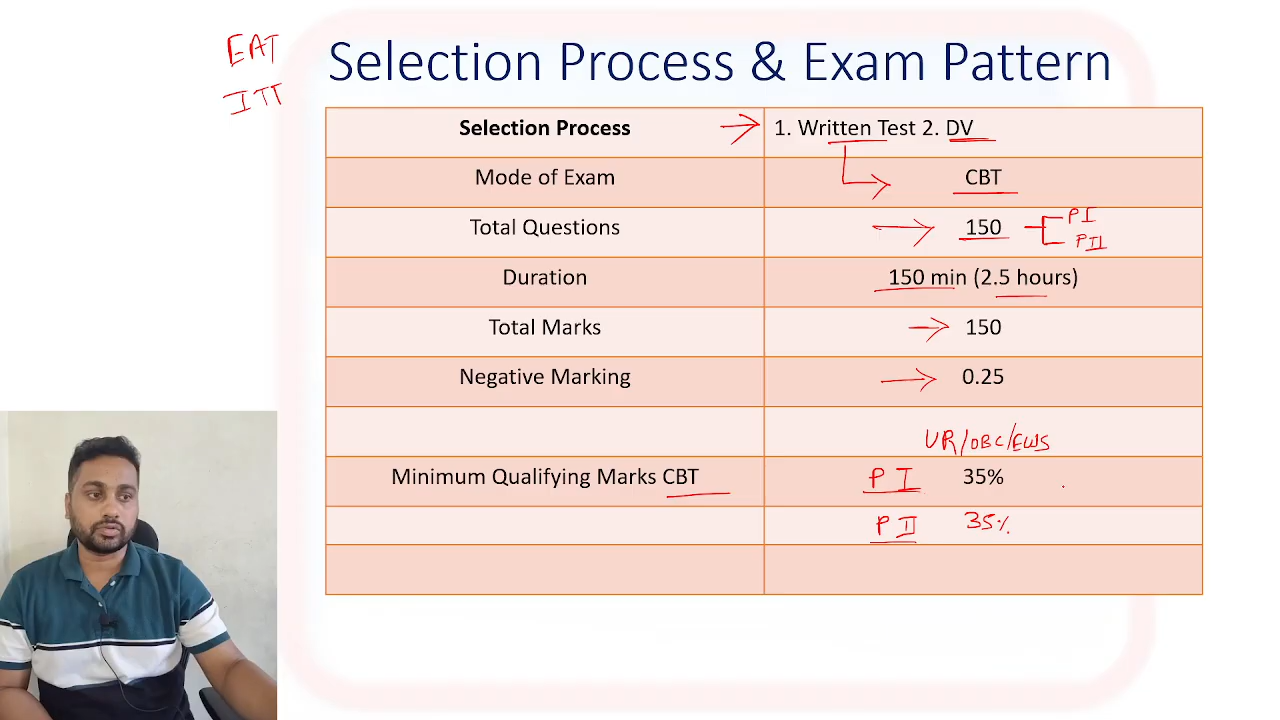 EAT
ITI
Selection Process & Exam Pattern
Selection Process 1. Written Test 2. DV
Mode of Exam CBT
Total Questions 150 PI
PII
Duration 150 min (2.5 hours)
Total Marks 150
Negative Marking 0.25
UR/OBC/EWS
Minimum Qualifying Marks CBT P I 35%
P II 35%